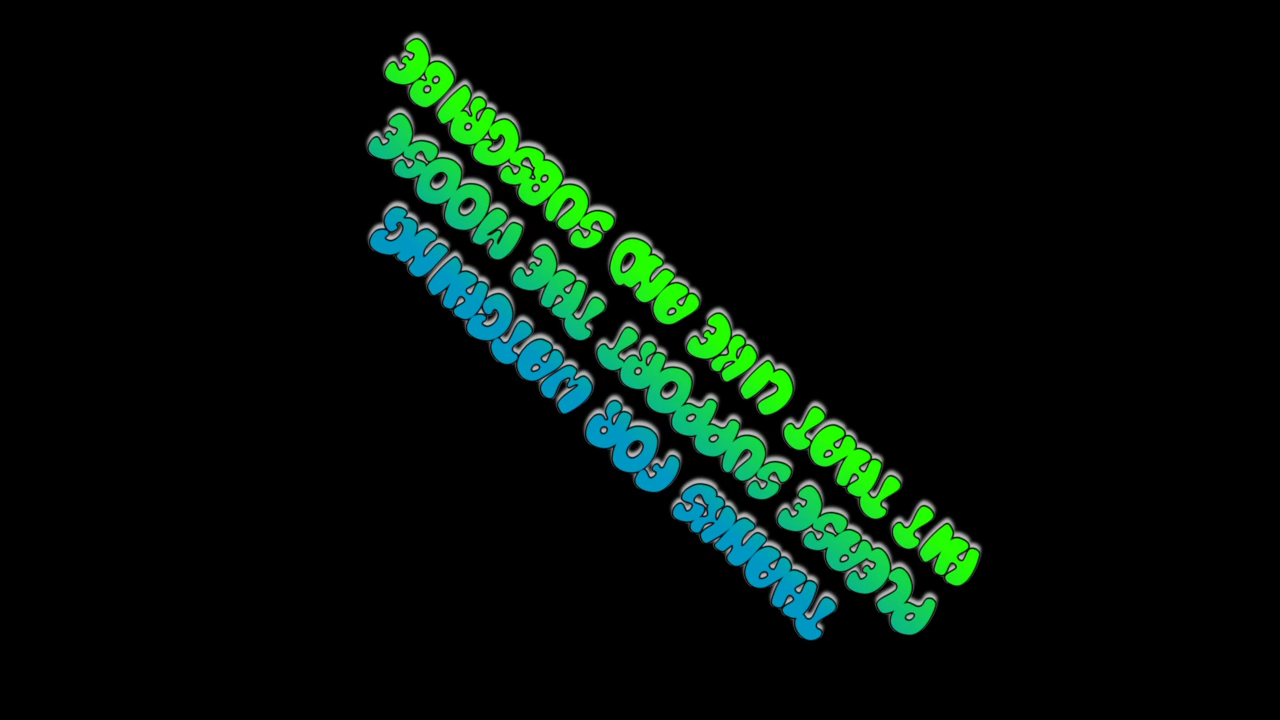 THANKS FOR WATCHING
PLEASE SUPPORT THE MOOSE
HIT THAT LIKE AND SUBSCRIBE